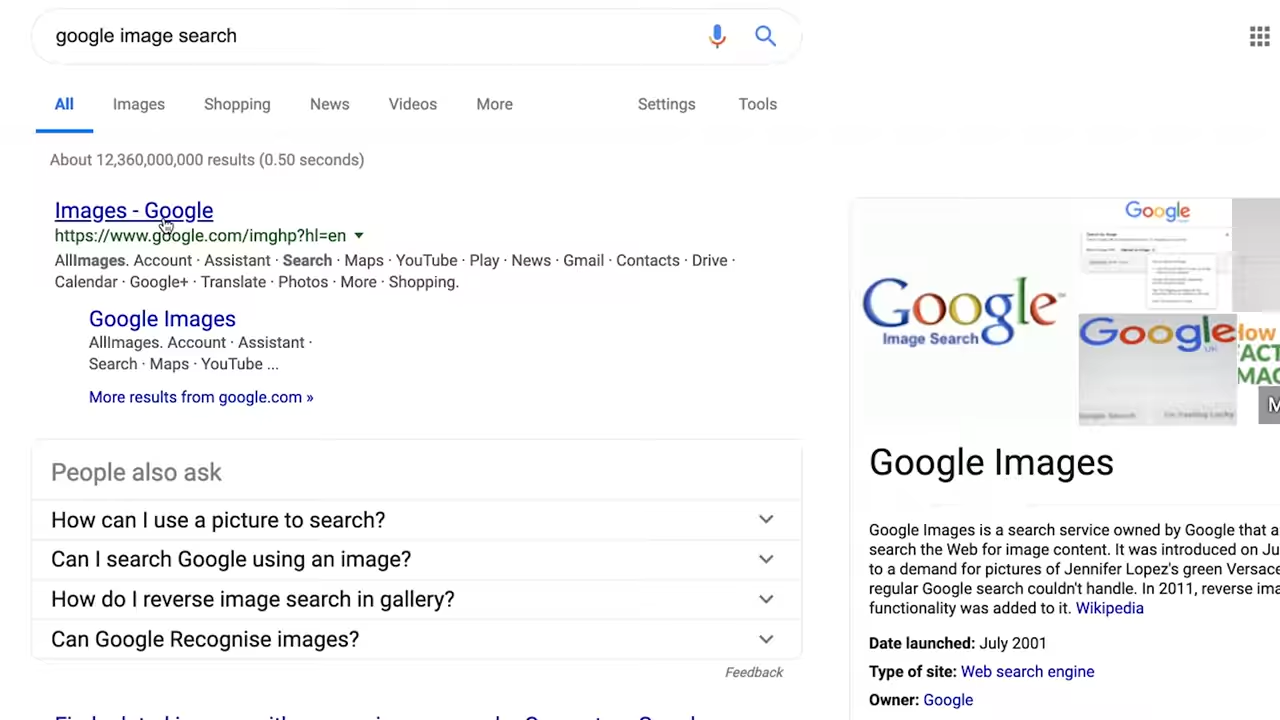 google image search
All Images Shopping News Videos More Settings Tools
About 12,360,000,000 results (0.50 seconds)
Images - Google
https://www.google.com/imghp?hl=en
AllImages. Account · Assistant · Search · Maps · YouTube · Play · News · Gmail · Contacts · Drive ·
Calendar · Google+ · Translate · Photos · More · Shopping.
Google Images
AllImages. Account · Assistant ·
Search · Maps · YouTube ...
More results from google.com »
People also ask
How can I use a picture to search?
Can I search Google using an image?
How do I reverse image search in gallery?
Can Google Recognise images?
Feedback
Google
Google
Image Search
Google
UK
Google Search I'm Feeling Lucky
Google Images
Google Images is a search service owned by Google that a
search the Web for image content. It was introduced on Ju
to a demand for pictures of Jennifer Lopez's green Versace
regular Google search couldn't handle. In 2011, reverse ima
functionality was added to it. Wikipedia
Date launched: July 2001
Type of site: Web search engine
Owner: Google